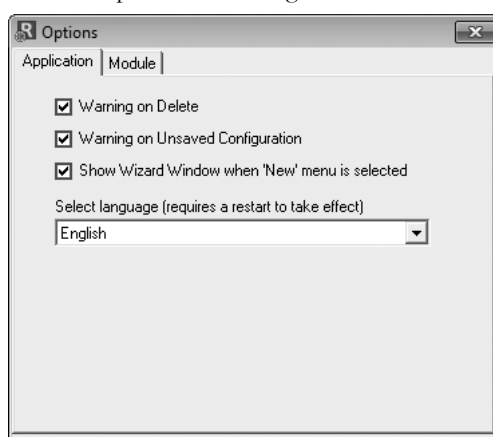 Options
Application
Module
Warning on Delete
Warning on Unsaved Configuration
Show Wizard Window when 'New' menu is selected
Select language (requires a restart to take effect)
English